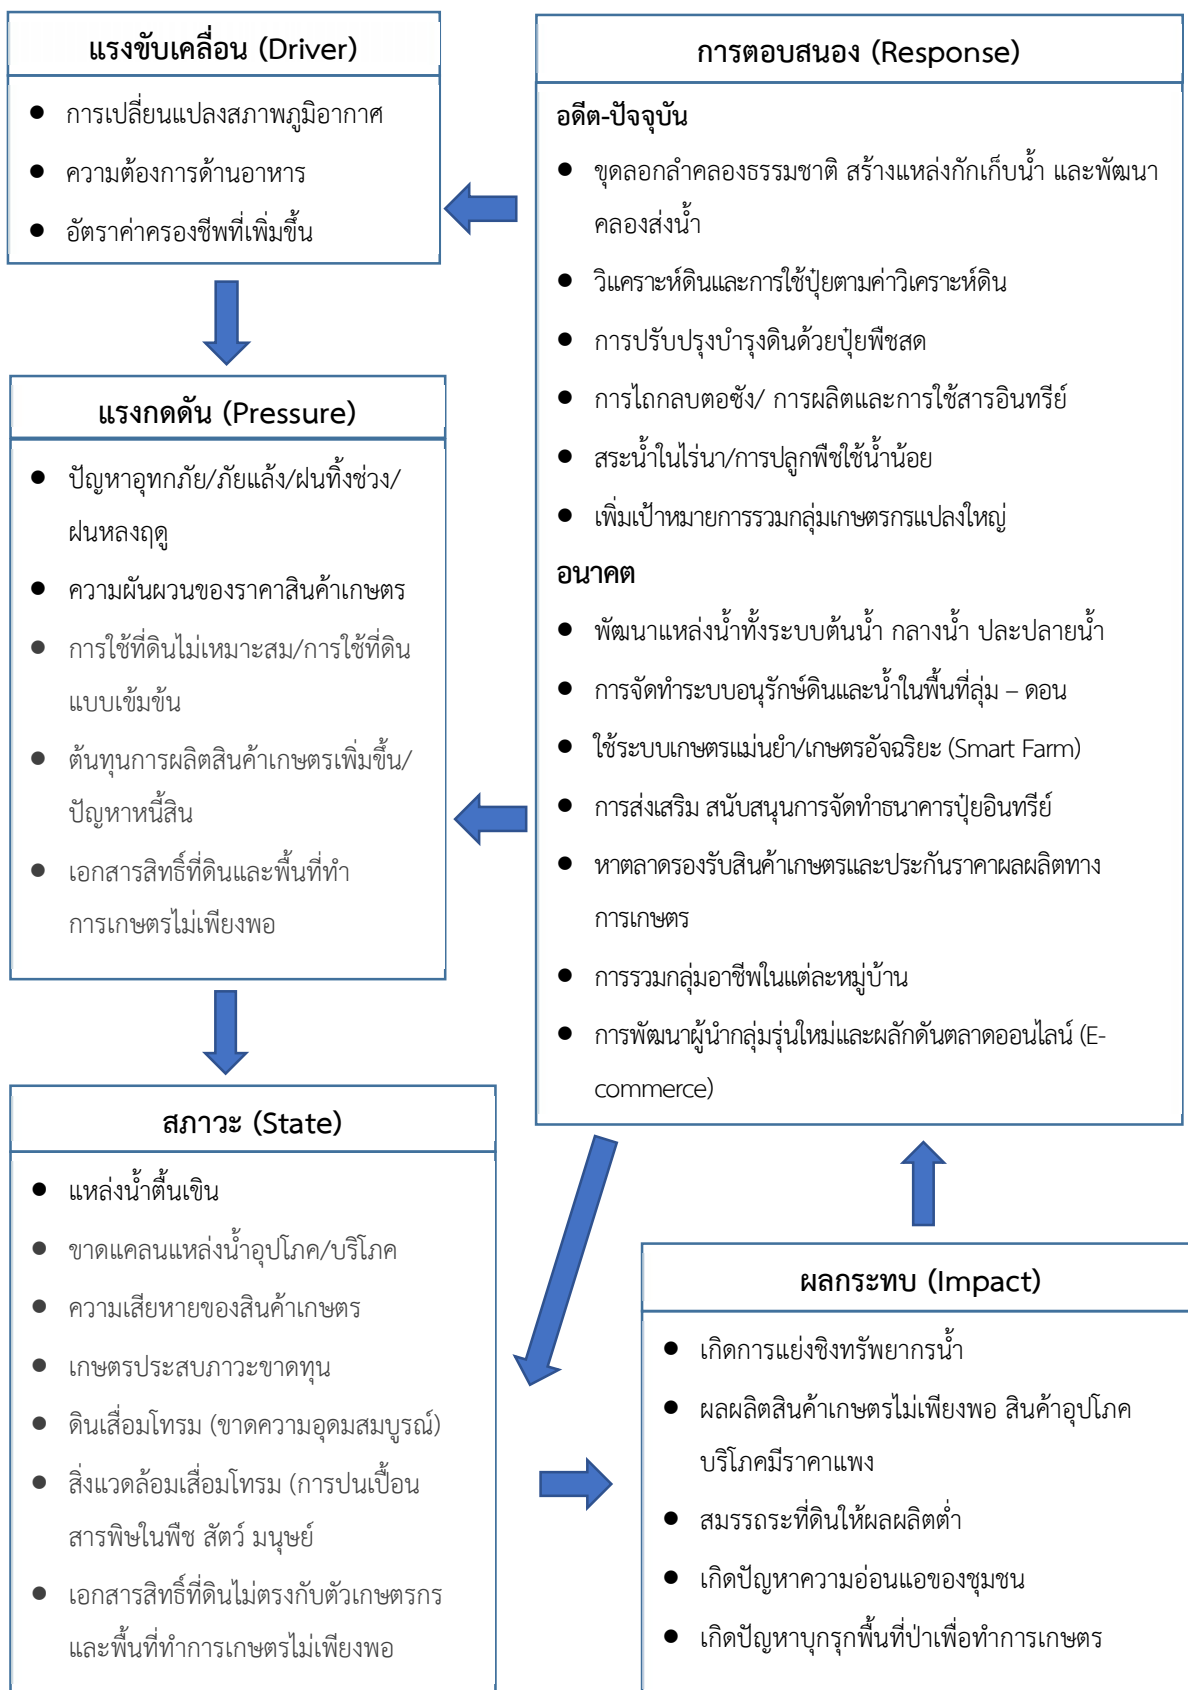 แรงขับเคลื่อน (Driver)
● การเปลี่ยนแปลงสภาพภูมิอากาศ
● ความต้องการด้านอาหาร
● อัตราค่าครองชีพที่เพิ่มขึ้น
แรงกดดัน (Pressure)
● ปัญหาอุทกภัย/ภัยแล้ง/ฝนทิ้งช่วง/
ฝนหลงฤดู
● ความผันผวนของราคาสินค้าเกษตร
● การใช้ที่ดินไม่เหมาะสม/การใช้ที่ดิน
แบบเข้มข้น
● ต้นทุนการผลิตสินค้าเกษตรเพิ่มขึ้น/
ปัญหาหนี้สิน
● เอกสารสิทธิ์ที่ดินและพื้นที่ทำ
การเกษตรไม่เพียงพอ
สภาวะ (State)
● แหล่งน้ำตื้นเขิน
● ขาดแคลนแหล่งน้ำอุปโภค/บริโภค
● ความเสียหายของสินค้าเกษตร
● เกษตรประสบภาวะขาดทุน
● ดินเสื่อมโทรม (ขาดความอุดมสมบูรณ์)
● สิ่งแวดล้อมเสื่อมโทรม (การปนเปื้อน
สารพิษในพืช สัตว์ มนุษย์
● เอกสารสิทธิ์ที่ดินไม่ตรงกับตัวเกษตรกร
และพื้นที่ทำการเกษตรไม่เพียงพอ
การตอบสนอง (Response)
อดีต-ปัจจุบัน
● ขุดลอกลำคลองธรรมชาติ สร้างแหล่งกักเก็บน้ำ และพัฒนา
คลองส่งน้ำ
● วิแคราะห์ดินและการใช้ปุ๋ยตามค่าวิเคราะห์ดิน
● การปรับปรุงบำรุงดินด้วยปุ๋ยพืชสด
● การไถกลบตอซัง/ การผลิตและการใช้สารอินทรีย์
● สระน้ำในไร่นา/การปลูกพืชใช้น้ำน้อย
● เพิ่มเป้าหมายการรวมกลุ่มเกษตรกรแปลงใหญ่
อนาคต
● พัฒนาแหล่งน้ำทั้งระบบต้นน้ำ กลางน้ำ ปละปลายน้ำ
● การจัดทำระบบอนุรักษ์ดินและน้ำในพื้นที่ลุ่ม – ดอน
● ใช้ระบบเกษตรแม่นยำ/เกษตรอัจฉริยะ (Smart Farm)
● การส่งเสริม สนับสนุนการจัดทำธนาคารปุ๋ยอินทรีย์
● หาตลาดรองรับสินค้าเกษตรและประกันราคาผลผลิตทาง
การเกษตร
● การรวมกลุ่มอาชีพในแต่ละหมู่บ้าน
● การพัฒนาผู้นำกลุ่มรุ่นใหม่และผลักดันตลาดออนไลน์ (E-
commerce)
ผลกระทบ (Impact)
● เกิดการแย่งชิงทรัพยากรน้ำ
● ผลผลิตสินค้าเกษตรไม่เพียงพอ สินค้าอุปโภค
บริโภคมีราคาแพง
● สมรรถระที่ดินให้ผลผลิตต่ำ
● เกิดปัญหาความอ่อนแอของชุมชน
● เกิดปัญหาบุกรุกพื้นที่ป่าเพื่อทำการเกษตร